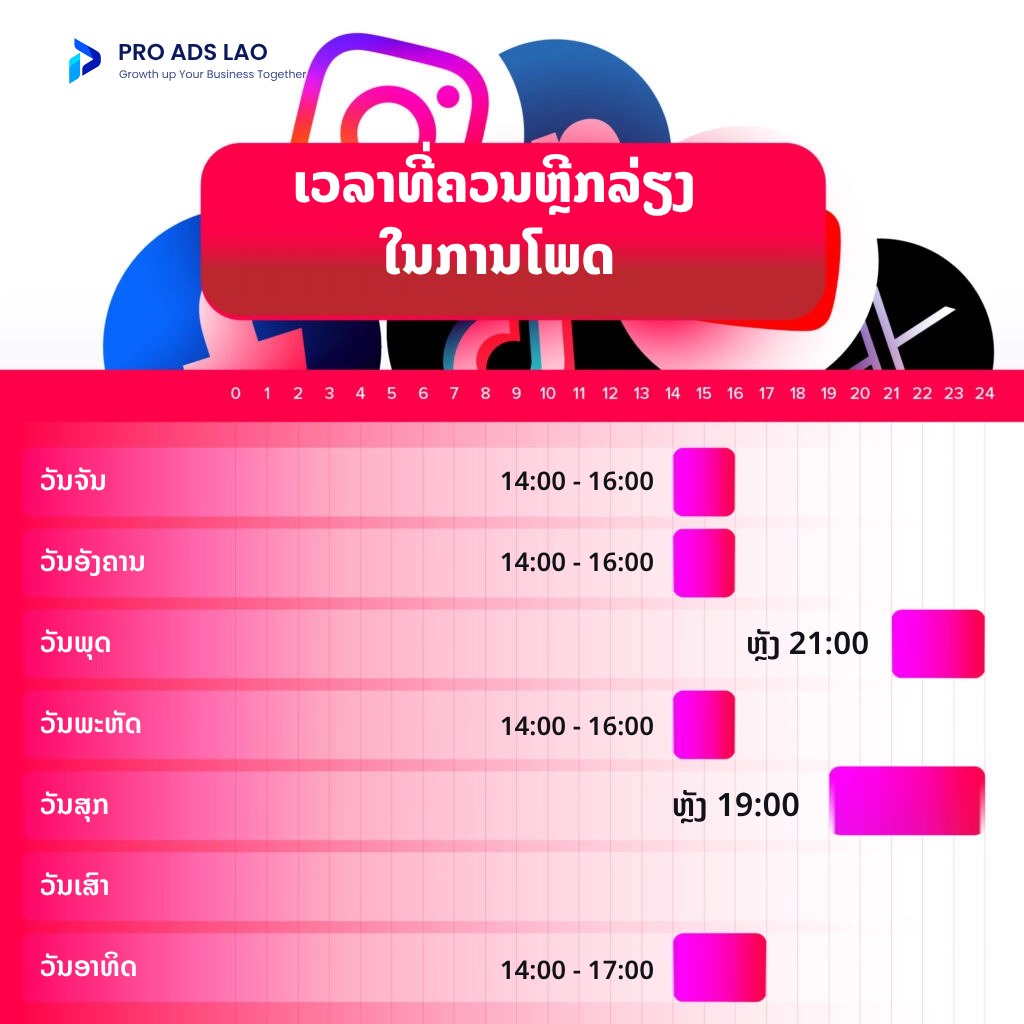 PRO ADS LAO
Growth up Your Business Together
ເວລາທີ່ຄວນຫຼີກລ່ຽງ
ໃນການໂພດ
0 1 2 3 4 5 6 7 8 9 10 11 12 13 14 15 16 17 18 19 20 21 22 23 24
ວັນຈັນ 14:00 - 16:00
ວັນອັງຄານ 14:00 - 16:00
ວັນພຸດ ຫຼັງ 21:00
ວັນພະຫັດ 14:00 - 16:00
ວັນສຸກ ຫຼັງ 19:00
ວັນເສົາ
ວັນອາທິດ 14:00 - 17:00